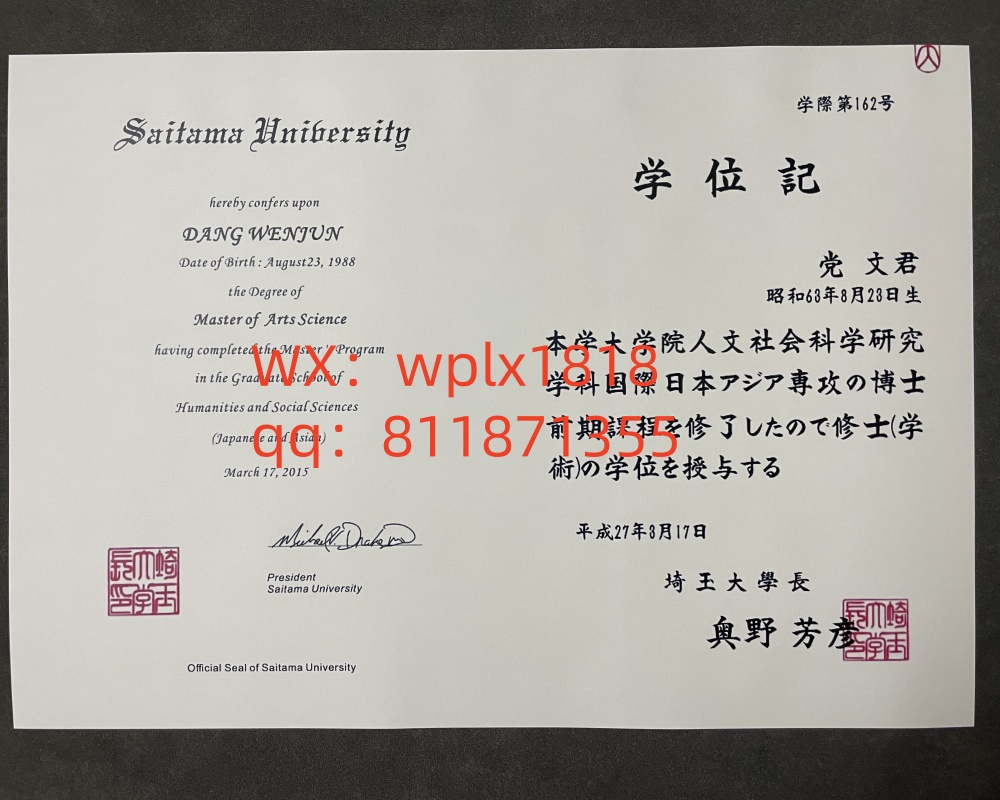 Saitama University
hereby confers upon
DANG WENJUN
Date of Birth : August23, 1988
the Degree of
Master of Arts Science
having completed the Master's Program
in the Graduate School of
Humanities and Social Sciences
(Japanese and Asian)
March 17, 2015
President
Saitama University
Official Seal of Saitama University
学際第162号
学位記
党 文君
昭和63年8月23日生
本学大学院人文社会科学研究
学科国際日本アジア専攻の博士
前期課程を修了したので修士(学
術)の学位を授与する
平成27年3月17日
埼玉大學長
奥野 芳彦
WX: wplx1818
qq: 811871355